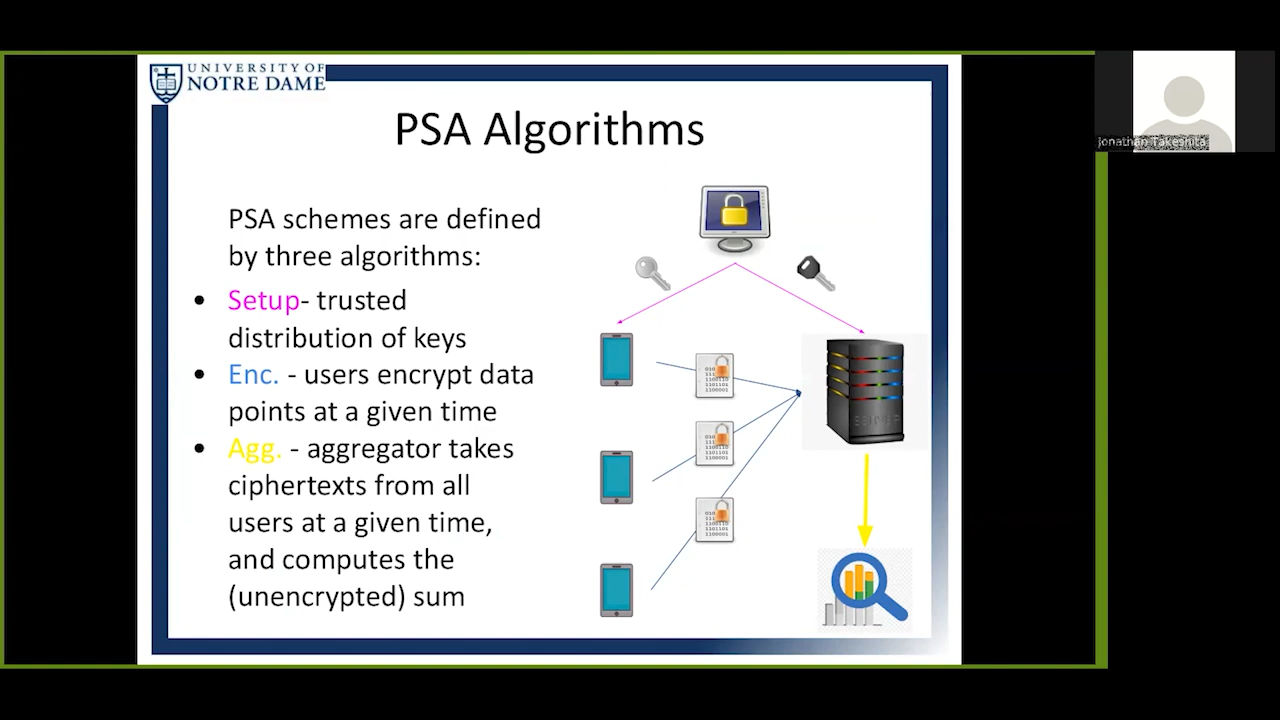 UNIVERSITY OF
NOTRE DAME
PSA Algorithms
PSA schemes are defined
by three algorithms:
• Setup- trusted
distribution of keys
• Enc. - users encrypt data
points at a given time
• Agg. - aggregator takes
ciphertexts from all
users at a given time,
and computes the
(unencrypted) sum
Jonathan Takeshita